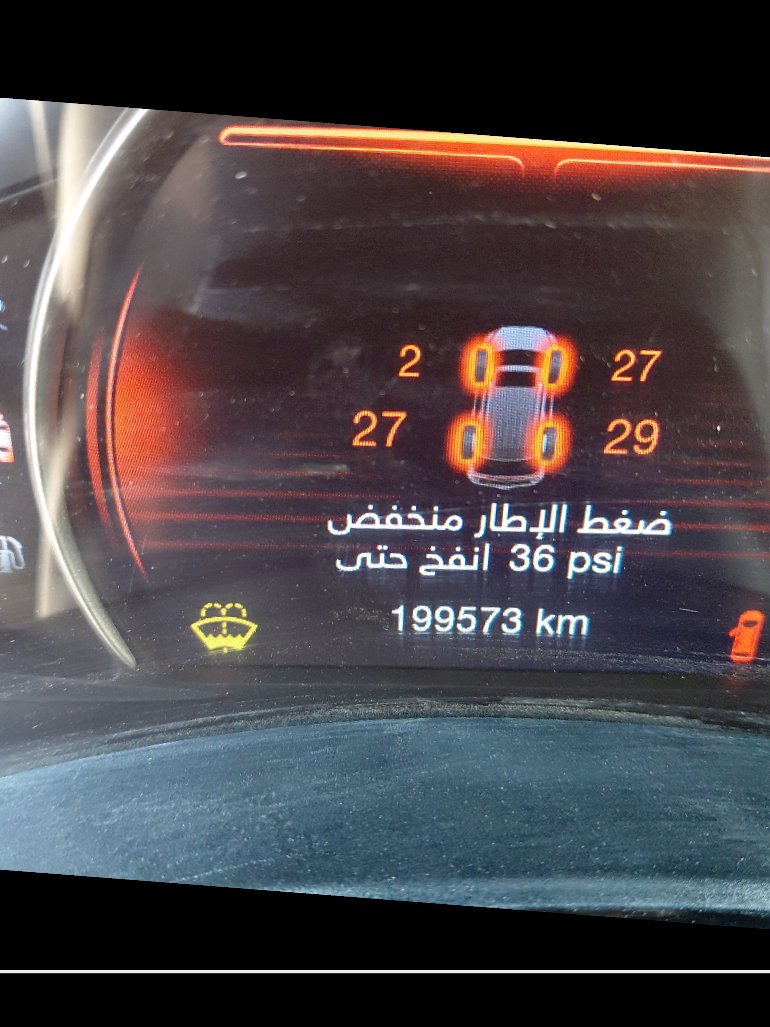 2 27
27 29
ضغط الإطار منخفض
انفخ حتى 36 psi
199573 km